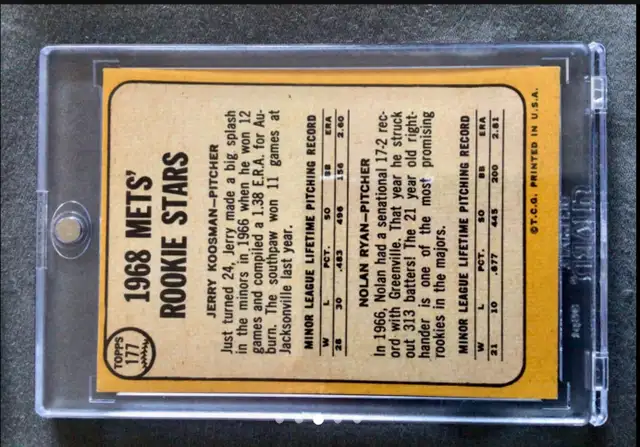 TOPPS
177
1968 METS'
ROOKIE STARS
JERRY KOOSMAN—PITCHER
Just turned 24, Jerry made a big splash
in the minors in 1966 when he won 12
games and compiled a 1.38 E.R.A. for Au-
burn. The southpaw won 11 games at
Jacksonville last year.
MINOR LEAGUE LIFETIME PITCHING RECORD
W L PCT. SO BB ERA
28 30 .483 496 156 2.60
NOLAN RYAN—PITCHER
In 1966, Nolan had a sensational 17-2 rec-
ord with Greenville. That year he struck
out 313 batters! The 21 year old right-
hander is one of the most promising
rookies in the majors.
MINOR LEAGUE LIFETIME PITCHING RECORD
W L PCT. SO BB ERA
21 10 .677 445 200 2.81
©T.C.G. PRINTED IN U.S.A.